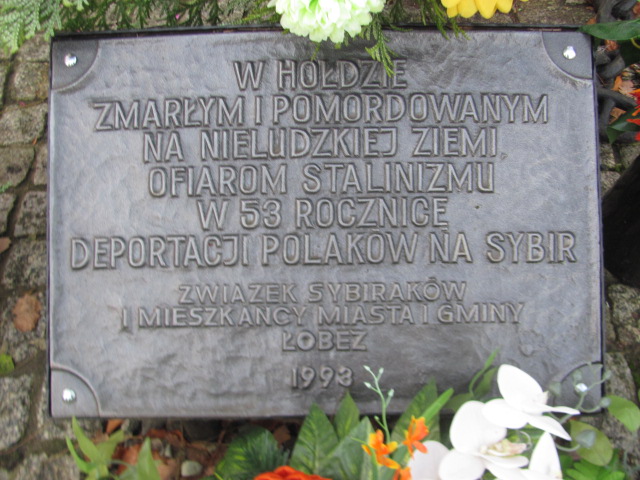 W HOŁDZIE
ZMARŁYM I POMORDOWANYM
NA NIELUDZKIEJ ZIEMI
OFIAROM STALINIZMU
W 53 ROCZNICĘ
DEPORTACJI POLAKÓW NA SYBIR
ZWIĄZEK SYBIRAKÓW
I MIESZKAŃCY MIASTA I GMINY
ŁOBEZ
1993